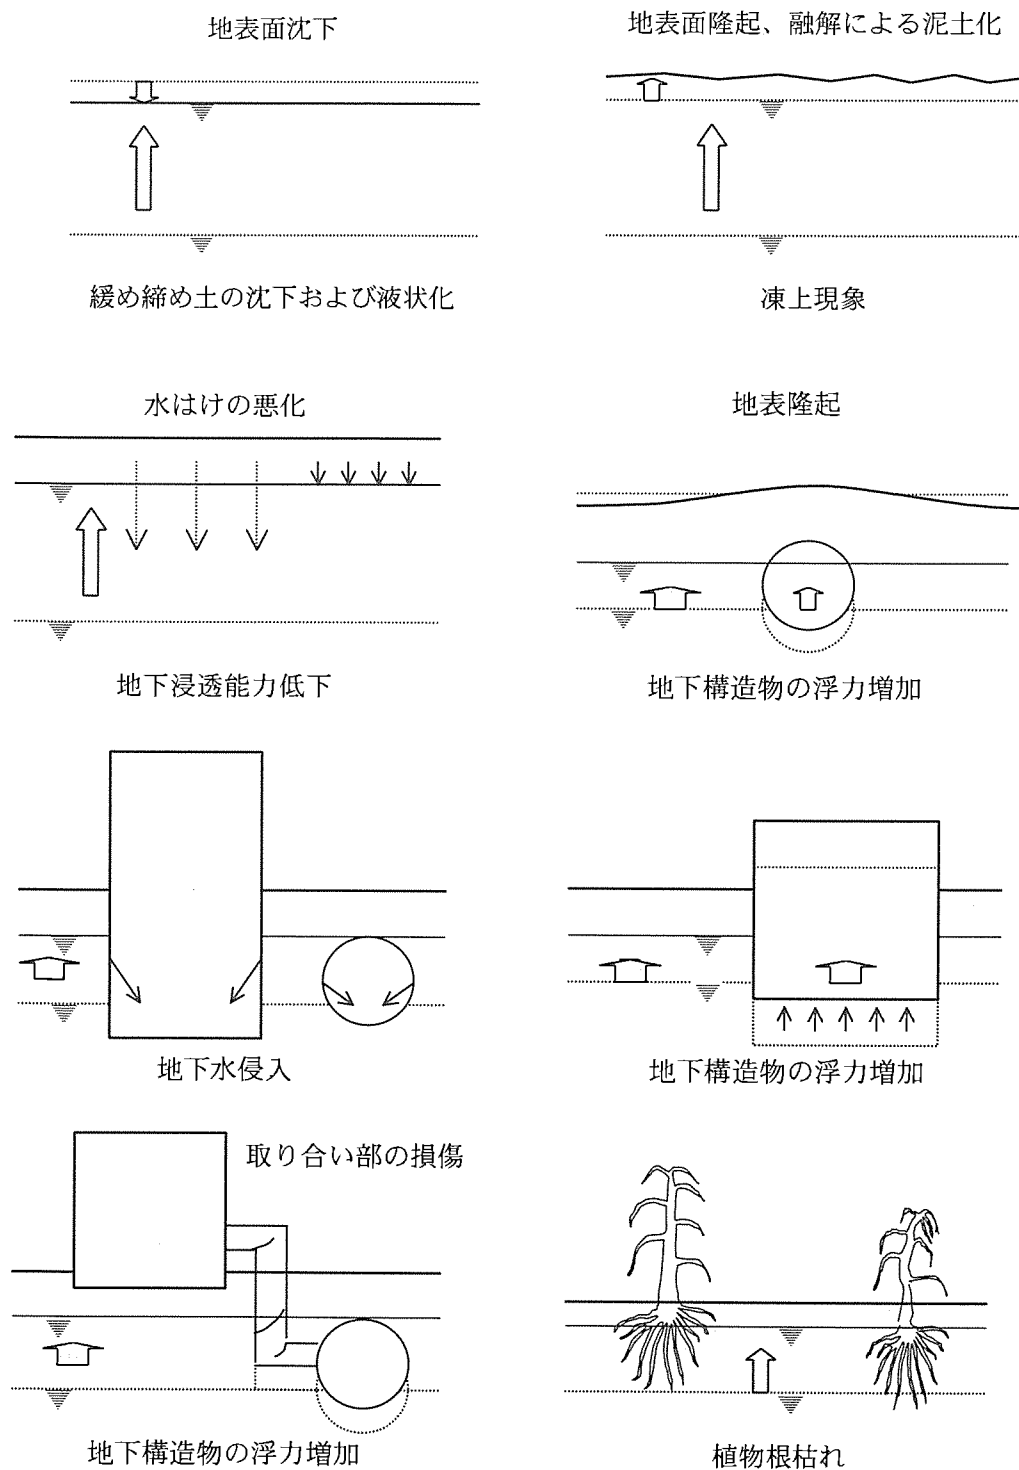 地表面沈下
地表面隆起、融解による泥土化
緩め締め土の沈下および液状化
凍上現象
水はけの悪化
地表隆起
地下浸透能力低下
地下構造物の浮力増加
地下水侵入
地下構造物の浮力増加
取り合い部の損傷
地下構造物の浮力増加
植物根枯れ